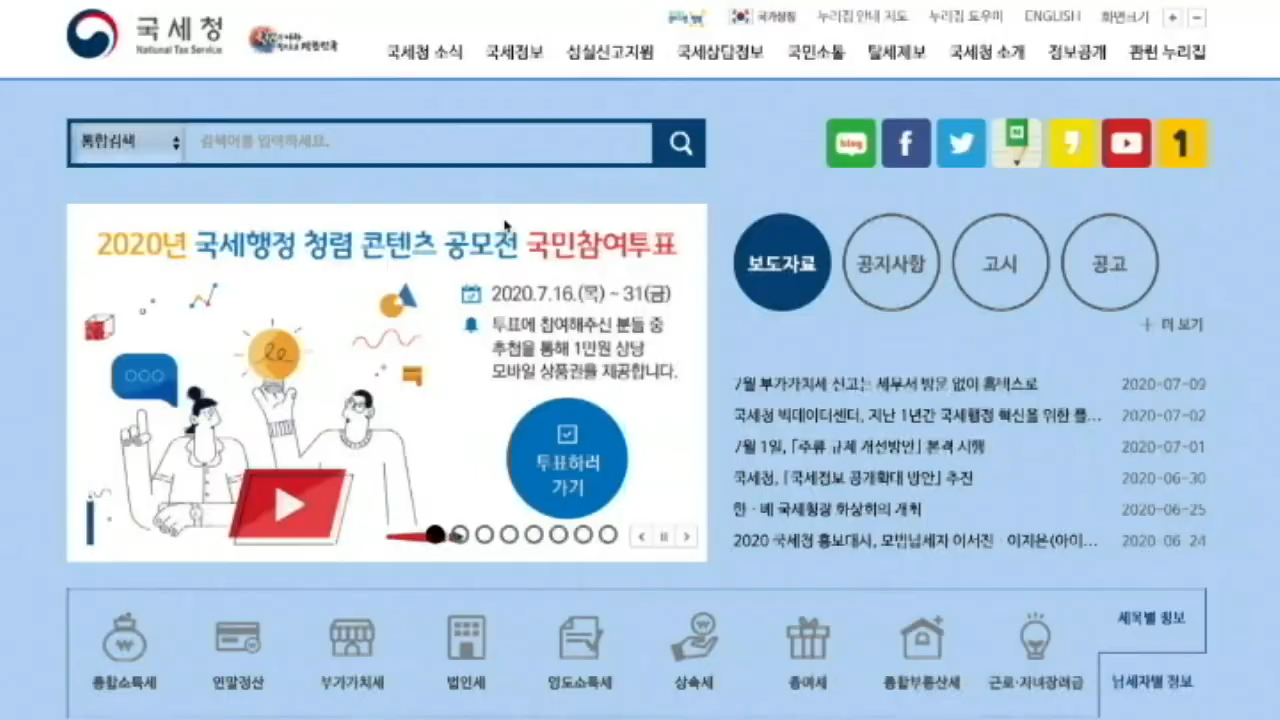 국세청
National Tax Service
국가상징 누리집 안내 지도 누리집 도우미 ENGLISH 화면크기 + -
국세청 소식 국세정보 성실신고지원 국세상담정보 국민소통 탈세제보 국세청 소개 정보공개 관련 누리집
통합검색 검색어를 입력하세요.
blog
2020년 국세행정 청렴 콘텐츠 공모전 국민참여투표
2020.7.16.(목) ~ 31(금)
투표에 참여해주신 분들 중
추첨을 통해 1만원 상당
모바일 상품권을 제공합니다.
투표하러
가기
보도자료 공지사항 고시 공고
+ 더 보기
7월 부가가치세 신고는 세무서 방문 없이 홈택스로 2020-07-09
국세청 빅데이터센터, 지난 1년간 국세행정 혁신을 위한 틀... 2020-07-02
7월 1일, 「주류 규제 개선방안」 본격 시행 2020-07-01
국세청, 「국세정보 공개확대 방안」 추진 2020-06-30
한·베 국세청장 화상회의 개최 2020-06-25
2020 국세청 홍보대사, 모범납세자 이서진·이지은(아이... 2020-06-24
종합소득세 연말정산 부가가치세 법인세 양도소득세 상속세 증여세 종합부동산세 근로·자녀장려금
세목별 정보
납세자별 정보